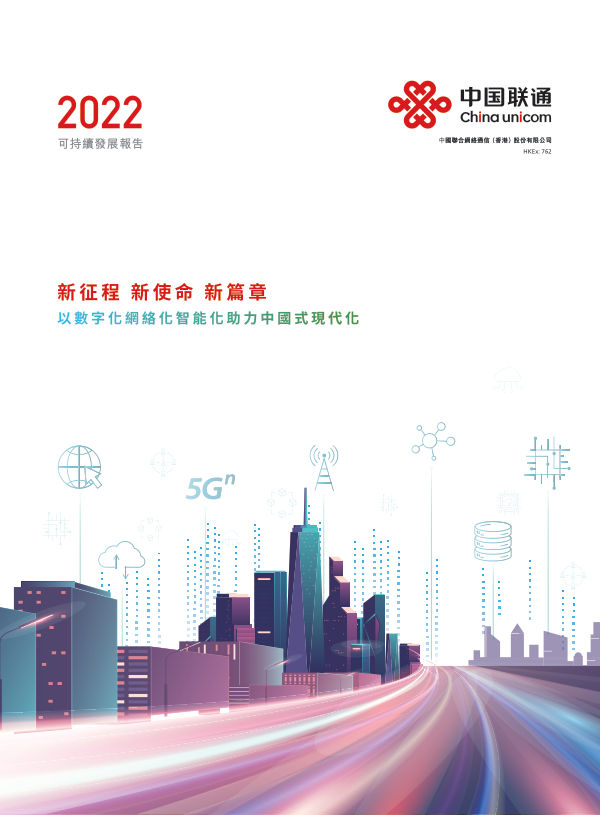 2022
可持續發展報告
中国联通
China unicom
中國聯合網絡通信（香港）股份有限公司
HKEx: 762
新征程 新使命 新篇章
以數字化網絡化智能化助力中國式現代化
5Gⁿ